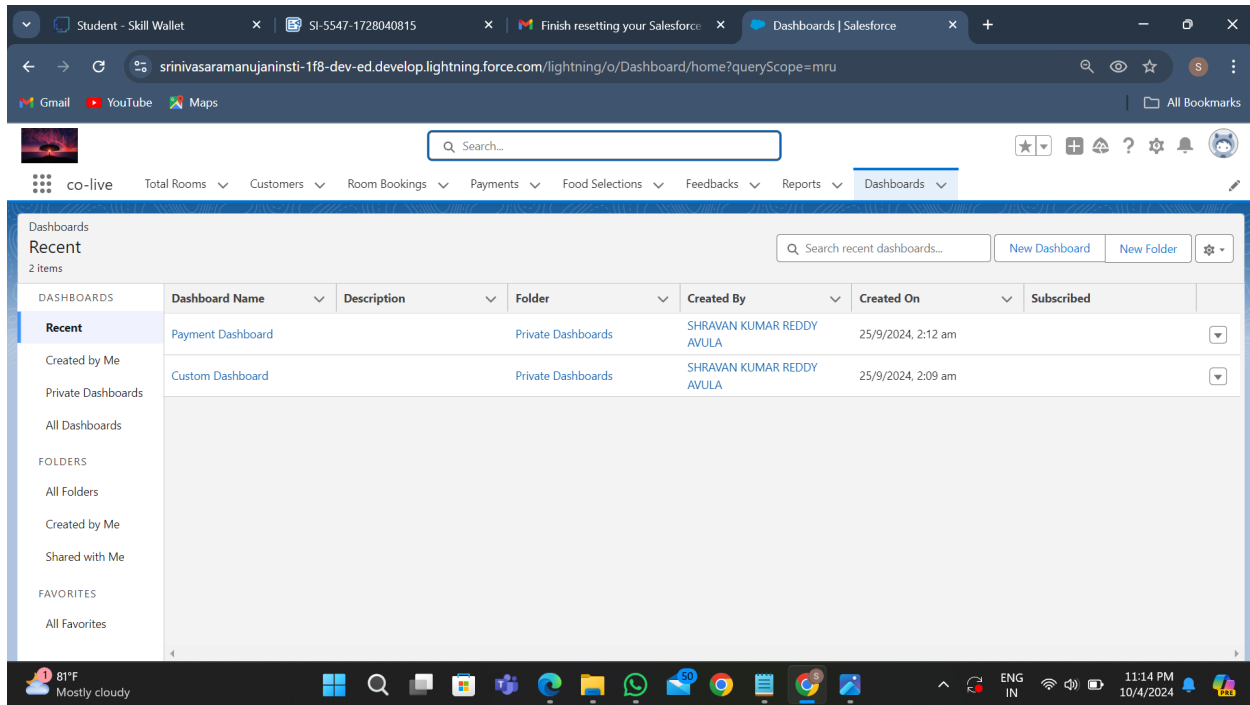 Student - Skill Wallet
SI-5547-1728040815
Finish resetting your Salesforce
Dashboards | Salesforce
srinivasaramanujaninsti-1f8-dev-ed.develop.lightning.force.com/lightning/o/Dashboard/home?queryScope=mru
S
Gmail YouTube Maps
All Bookmarks
Search...
co-live Total Rooms Customers Room Bookings Payments Food Selections Feedbacks Reports Dashboards
Dashboards
Recent
2 items
Search recent dashboards...
New Dashboard
New Folder
DASHBOARDS
Recent
Created by Me
Private Dashboards
All Dashboards
FOLDERS
All Folders
Created by Me
Shared with Me
FAVORITES
All Favorites
Dashboard Name Description Folder Created By Created On Subscribed
Payment Dashboard Private Dashboards SHRAVAN KUMAR REDDY AVULA 25/9/2024, 2:12 am
Custom Dashboard Private Dashboards SHRAVAN KUMAR REDDY AVULA 25/9/2024, 2:09 am
1
81°F
Mostly cloudy
50
S
ENG
IN
11:14 PM
10/4/2024
PRE